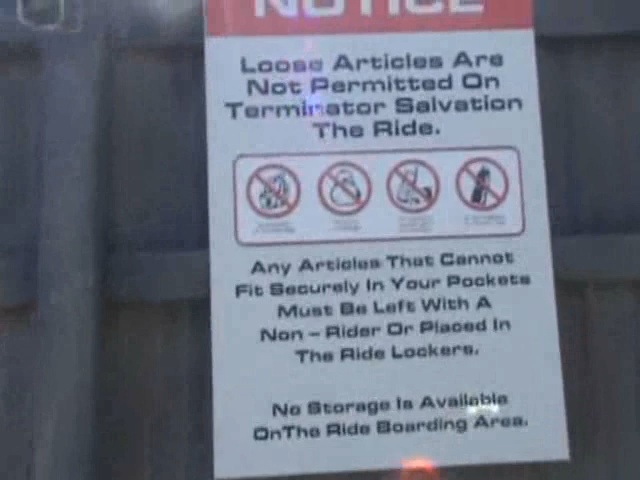 NOTICE
Loose Articles Are
Not Permitted On
Terminator Salvation
The Ride.
Any Articles That Cannot
Fit Securely In Your Pockets
Must Be Left With A
Non – Rider Or Placed In
The Ride Lockers.
No Storage Is Available
OnThe Ride Boarding Area.